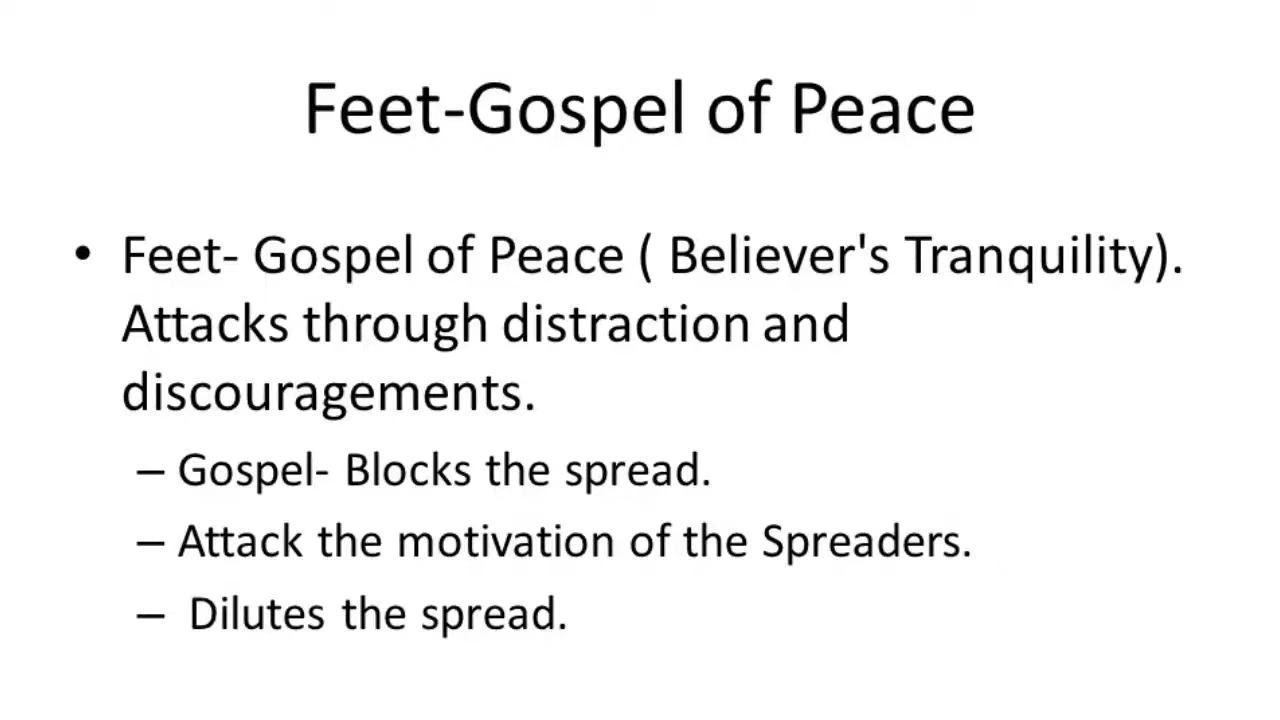 Feet-Gospel of Peace
• Feet- Gospel of Peace ( Believer's Tranquility).
Attacks through distraction and
discouragements.
– Gospel- Blocks the spread.
– Attack the motivation of the Spreaders.
– Dilutes the spread.